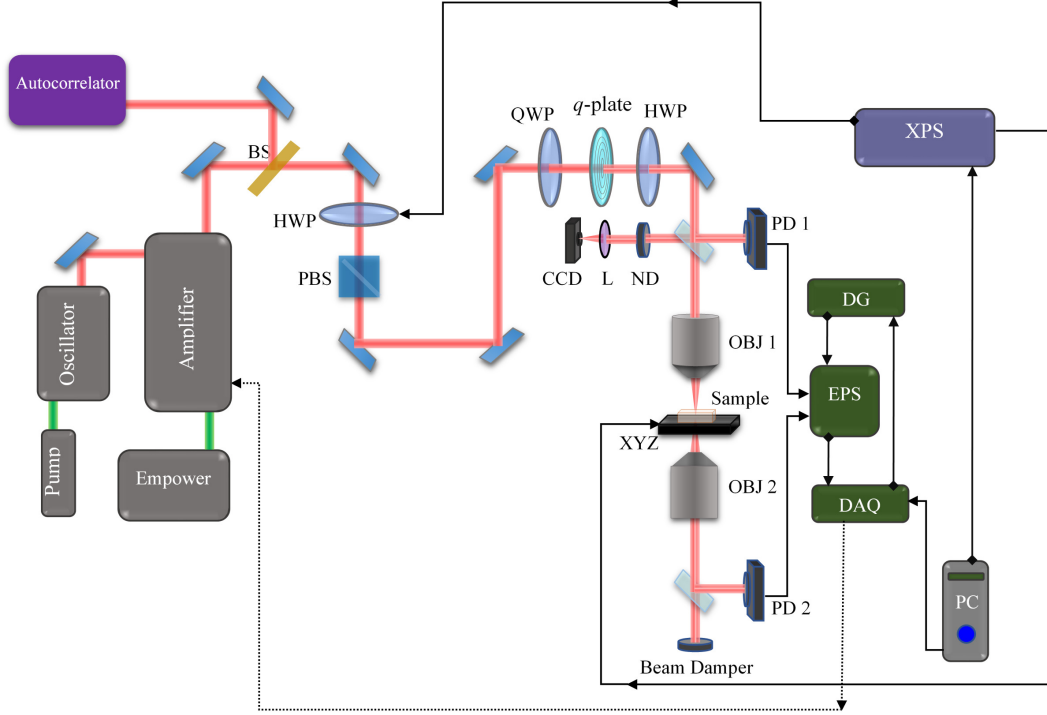 Autocorrelator
BS
QWP
q-plate
HWP
XPS
HWP
PD 1
CCD
L
ND
PBS
Oscillator
Amplifier
DG
OBJ 1
EPS
Sample
XYZ
Pump
Empower
OBJ 2
DAQ
PC
PD 2
Beam Damper